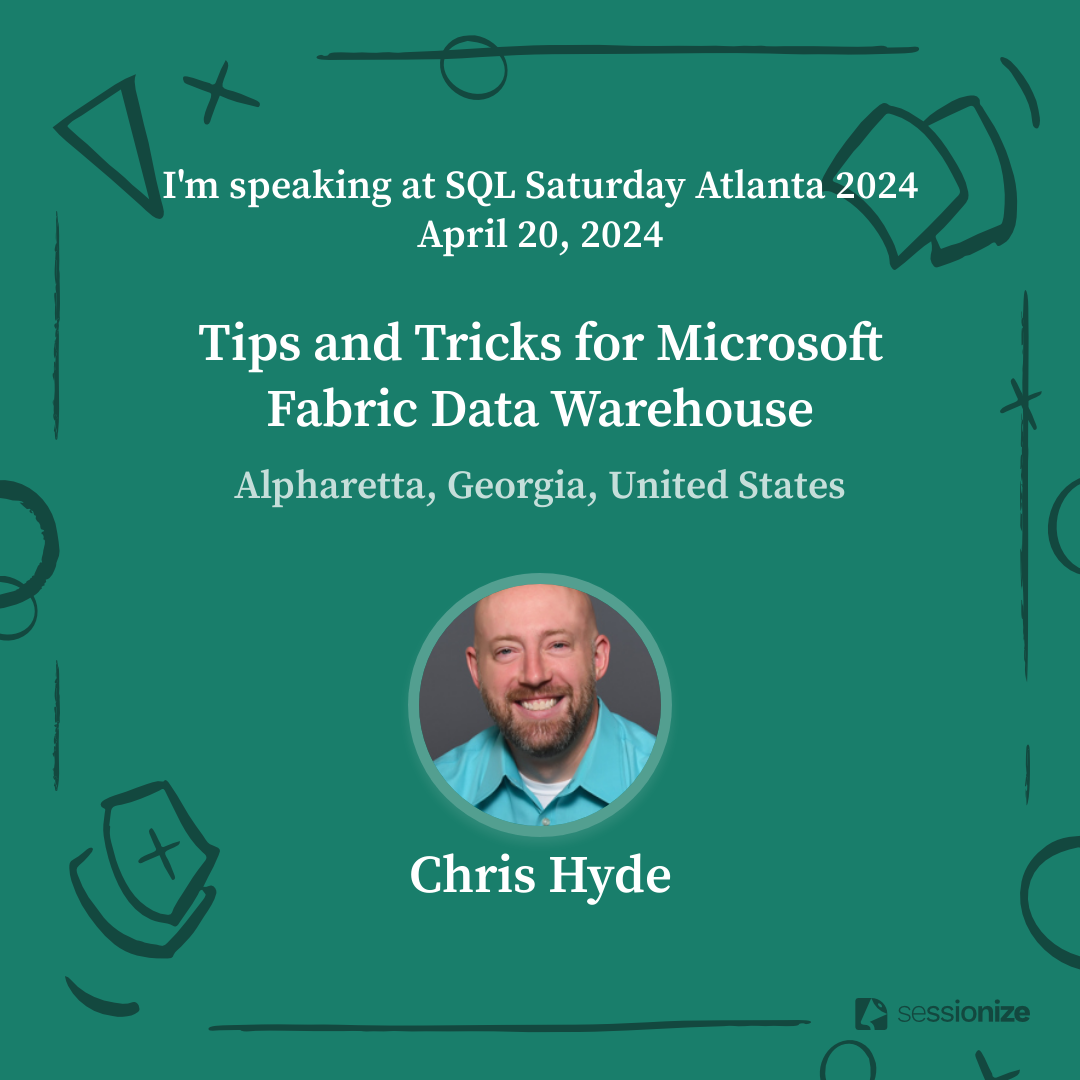 I'm speaking at SQL Saturday Atlanta 2024
April 20, 2024
Tips and Tricks for Microsoft
Fabric Data Warehouse
Alpharetta, Georgia, United States
Chris Hyde
sessionize